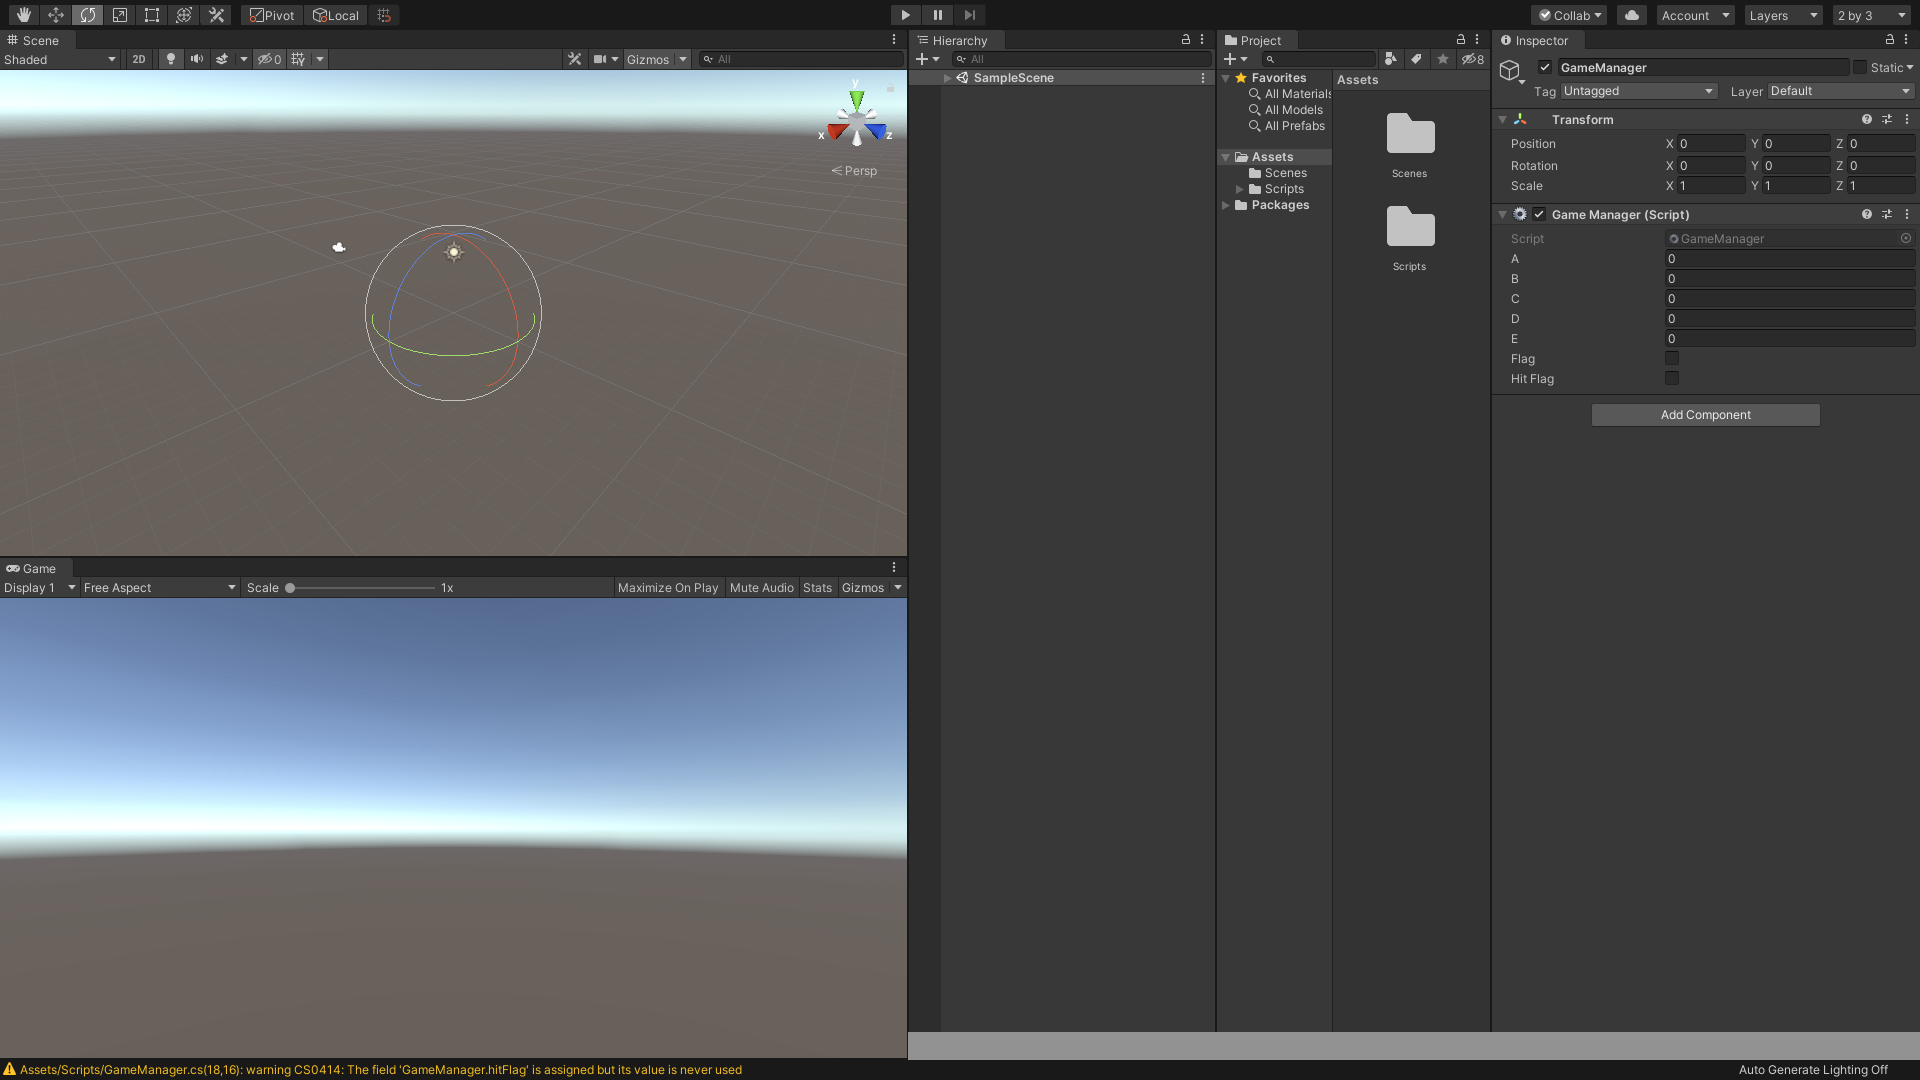 Pivot
Local
Collab
Account
Layers
2 by 3
Scene
Shaded
2D
0
Gizmos
All
y
x
z
Persp
Game
Display 1
Free Aspect
Scale
1x
Maximize On Play
Mute Audio
Stats
Gizmos
Hierarchy
All
SampleScene
Project
8
Favorites
All Materials
All Models
All Prefabs
Assets
Scenes
Scripts
Packages
Assets
Scenes
Scripts
Inspector
GameManager
Static
Tag Untagged
Layer Default
Transform
Position X 0 Y 0 Z 0
Rotation X 0 Y 0 Z 0
Scale X 1 Y 1 Z 1
Game Manager (Script)
Script GameManager
A 0
B 0
C 0
D 0
E 0
Flag
Hit Flag
Add Component
Assets/Scripts/GameManager.cs(18,16): warning CS0414: The field 'GameManager.hitFlag' is assigned but its value is never used
Auto Generate Lighting Off